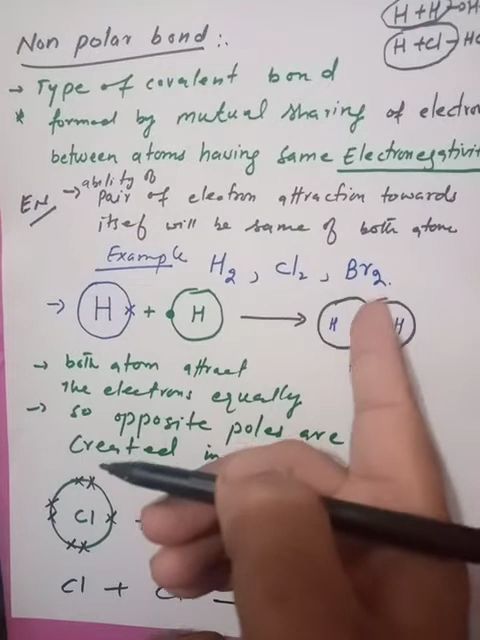 H + H → H
H + Cl → H
Non polar bond :.
→ Type of covalent bond
* formed by mutual sharing of electron
between atoms having same Electronegativi
EN → ability of
pair of electron attraction towards
itself will be same of both atom
Example H2, Cl2, Br2.
→ H x + • H → H H
→ both atom attract
The electrons equally
→ so opposite poles are
Created in
Cl
Cl +